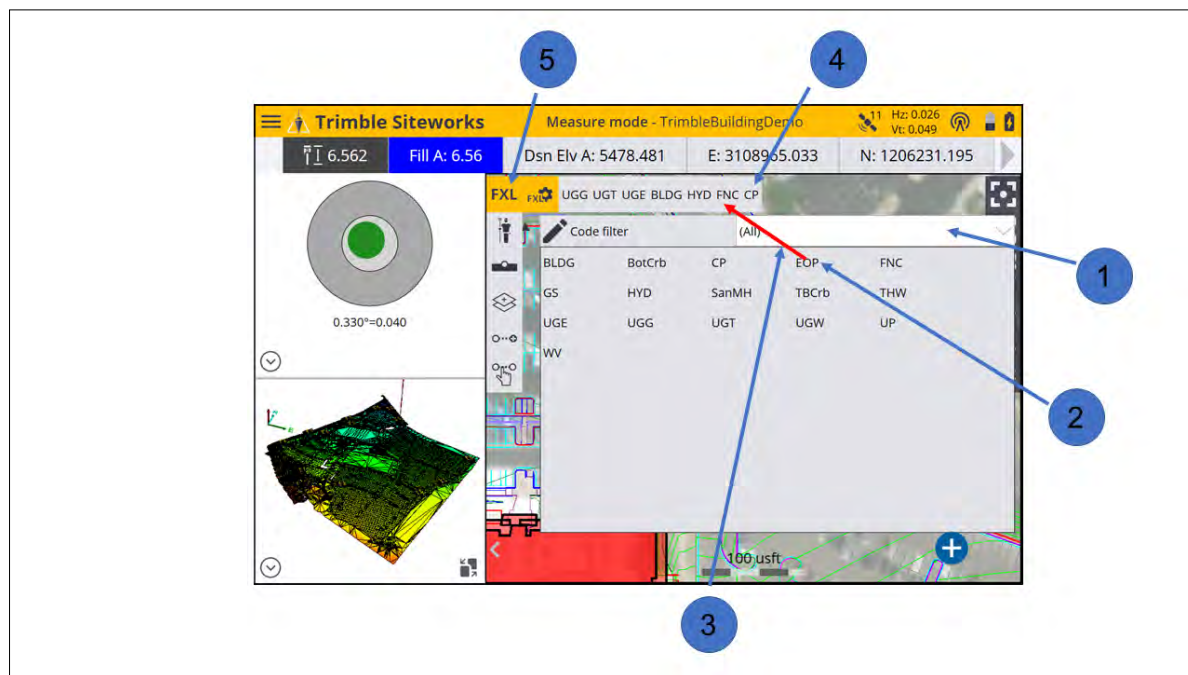 5
4
Trimble Siteworks
Measure mode - TrimbleBuildingDemo
11
Hz: 0.026
Vt: 0.049
6.562
Fill A: 6.56
Dsn Elv A: 5478.481
E: 3108965.033
N: 1206231.195
FXL
FXL
UGG UGT UGE BLDG HYD FNC CP
Code filter
(All)
1
BLDG BotCrb CP EOP FNC
GS HYD SanMH TBCrb THW
UGE UGG UGT UGW UP
WV
0.330°=0.040
2
100 usft
3